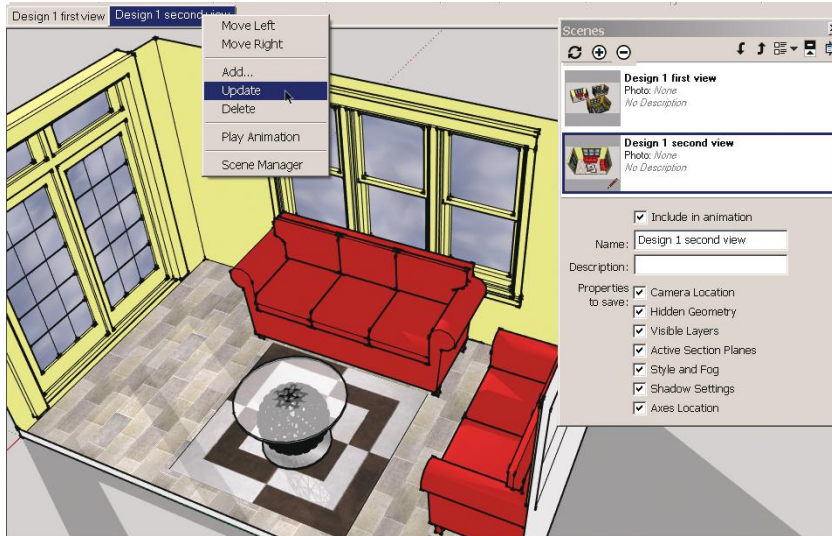 Design 1 first view
Design 1 second view
Move Left
Move Right
Add...
Update
Delete
Play Animation
Scene Manager
Scenes
Design 1 first view
Photo: None
No Description
Design 1 second view
Photo: None
No Description
Include in animation
Name: Design 1 second view
Description:
Properties
to save:
Camera Location
Hidden Geometry
Visible Layers
Active Section Planes
Style and Fog
Shadow Settings
Axes Location